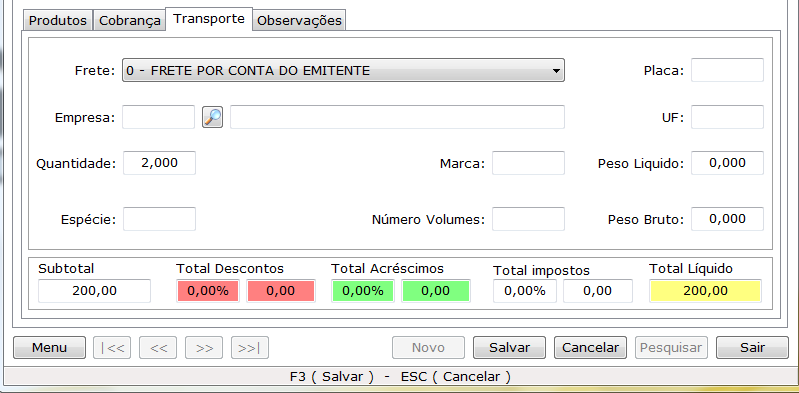 Produtos Cobrança Transporte Observações
Frete: 0 - FRETE POR CONTA DO EMITENTE Placa:
Empresa: UF:
Quantidade: 2,000 Marca: Peso Liquido: 0,000
Espécie: Número Volumes: Peso Bruto: 0,000
Subtotal Total Descontos Total Acréscimos Total impostos Total Líquido
200,00 0,00% 0,00 0,00% 0,00 0,00% 0,00 200,00
Menu |<< << >> >>| Novo Salvar Cancelar Pesquisar Sair
F3 ( Salvar ) - ESC ( Cancelar )